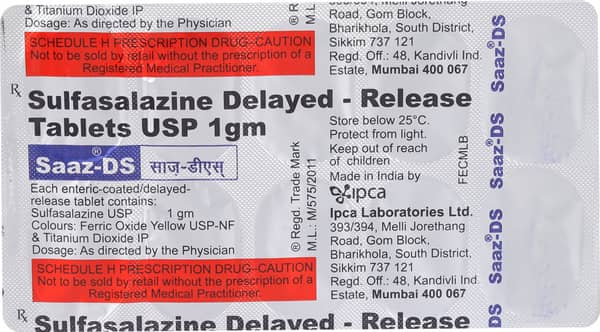 & Titanium Dioxide IP
Dosage: As directed by the Physician
SCHEDULE H PRESCRIPTION DRUG–CAUTION
Not to be sold by retail without the prescription of a
Registered Medical Practitioner.
® R
M.L.:
Road, Gom Block,
Bharikhola, South District,
Sikkim 737 121
Regd. Off.: 48, Kandivli Ind.
Estate, Mumbai 400 067
Saaz®-DS
Rx Sulfasalazine Delayed - Release
Tablets USP 1gm
Saaz®-DS साज़-डीएस्
Each enteric-coated/delayed-
release tablet contains:
Sulfasalazine USP 1 gm
Colours: Ferric Oxide Yellow USP-NF
& Titanium Dioxide IP
Dosage: As directed by the Physician
® Regd. Trade Mark
M.L.: M/575/2011
Store below 25°C.
Protect from light.
Keep out of reach
of children
Made in India by
FECMLB
ipca
Ipca Laboratories Ltd.
393/394, Melli Jorethang
Road, Gom Block,
Bharikhola, South District,
Sikkim 737 121
Regd. Off.: 48, Kandivli Ind.
Estate, Mumbai 400 067
Saaz®-DS
SCHEDULE H PRESCRIPTION DRUG–CAUTION
Not to be sold by retail without the prescription of a
Registered Medical Practitioner.
-DS
Rx Sulfasalazine Delayed - Release